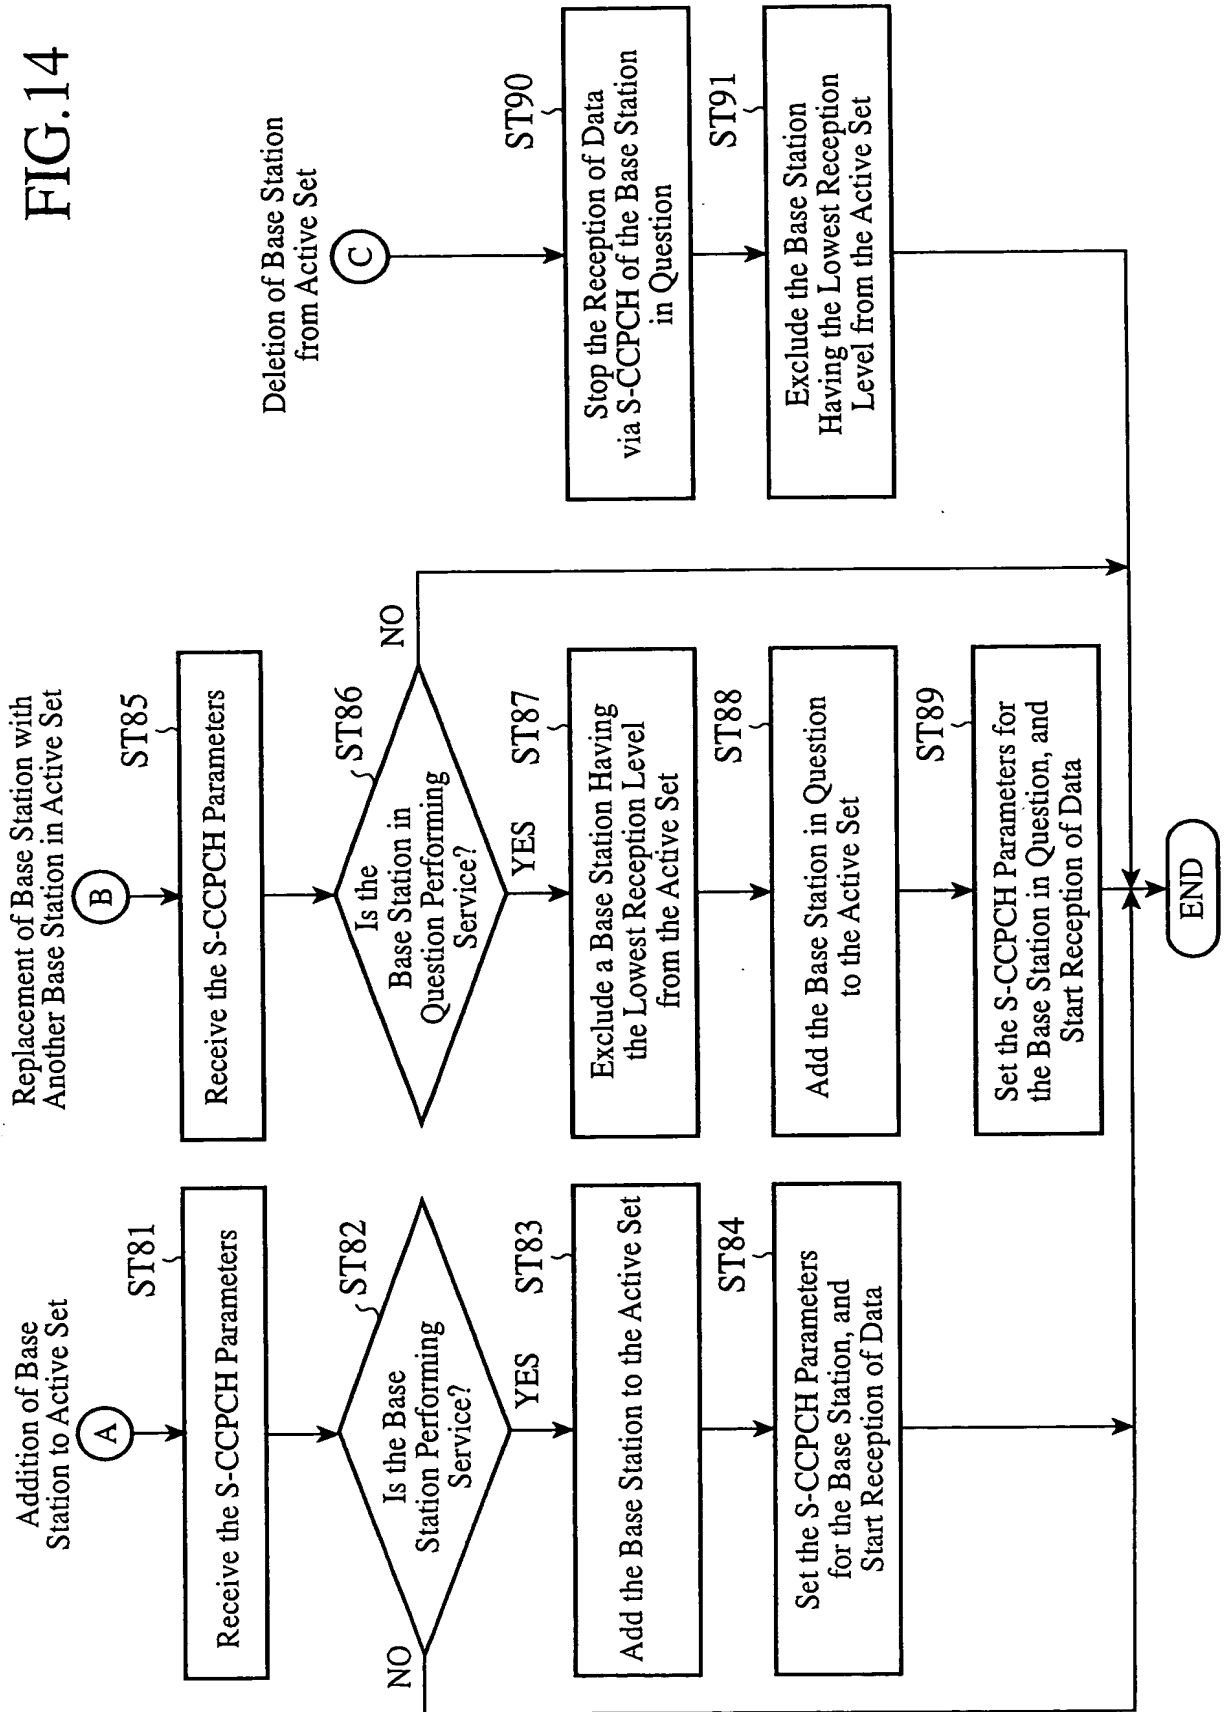 FIG.14
Addition of Base
Station to Active Set
A
ST81
Receive the S-CCPCH Parameters
ST82
Is the Base
Station Performing
Service?
NO
YES
ST83
Add the Base Station to the Active Set
ST84
Set the S-CCPCH Parameters
for the Base Station, and
Start Reception of Data
Replacement of Base Station with
Another Base Station in Active Set
B
ST85
Receive the S-CCPCH Parameters
ST86
Is the
Base Station in
Question Performing
Service?
NO
YES
ST87
Exclude a Base Station Having
the Lowest Reception Level
from the Active Set
ST88
Add the Base Station in Question
to the Active Set
ST89
Set the S-CCPCH Parameters for
the Base Station in Question, and
Start Reception of Data
Deletion of Base Station
from Active Set
C
ST90
Stop the Reception of Data
via S-CCPCH of the Base Station
in Question
ST91
Exclude the Base Station
Having the Lowest Reception
Level from the Active Set
END